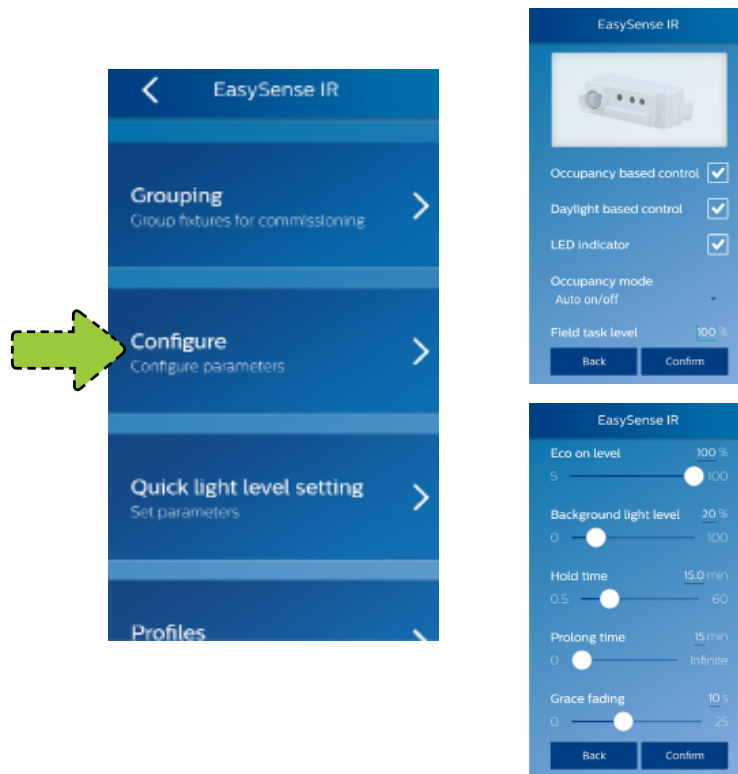 EasySense IR
Grouping
Group fixtures for commissioning
Configure
Configure parameters
Quick light level setting
Set parameters
Profiles
EasySense IR
Occupancy based control
Daylight based control
LED indicator
Occupancy mode
Auto on/off
Field task level 100 %
Back Confirm
EasySense IR
Eco on level 100 %
5 100
Background light level 20 %
0 100
Hold time 15.0 min
0.5 60
Prolong time 15 min
0 Infinite
Grace fading 10 s
0 25
Back Confirm